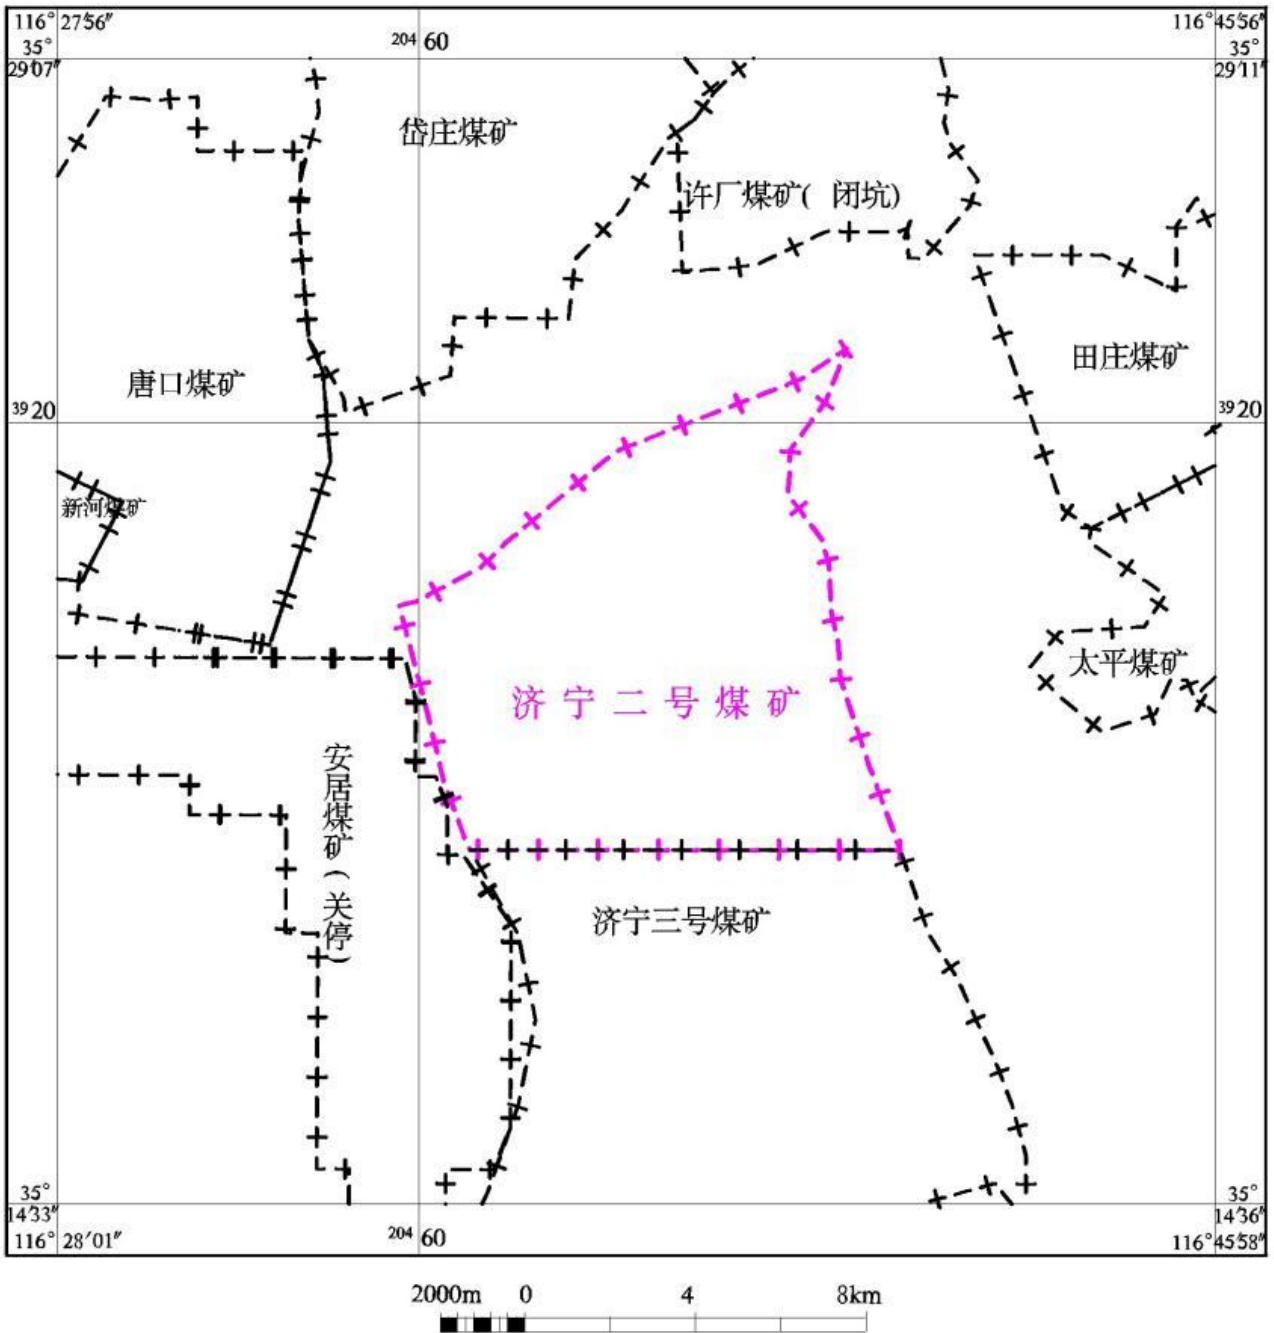 116° 27′56″
116°45′56″
35°
29′07″
204 60
35°
29′11″
岱庄煤矿
许厂煤矿( 闭坑)
唐口煤矿
田庄煤矿
39 20
39 20
新河煤矿
太平煤矿
济宁二号煤矿
安居煤矿(关停)
济宁三号煤矿
35°
14′33″
116° 28′01″
204 60
35°
14′36″
116°45′58″
2000m 0 4 8km